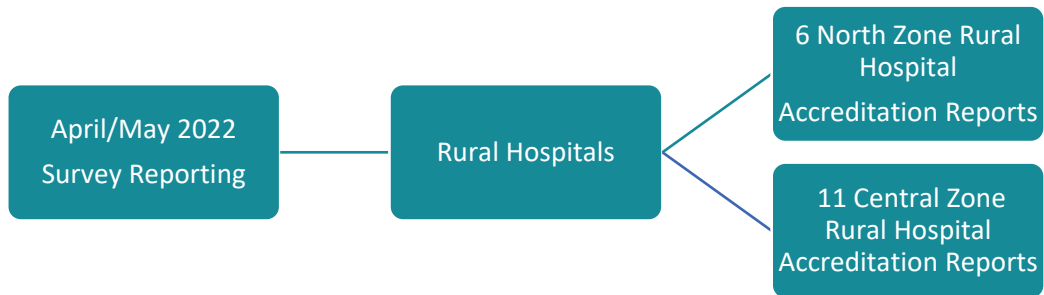 April/May 2022
Survey Reporting
Rural Hospitals
6 North Zone Rural
Hospital
Accreditation Reports
11 Central Zone
Rural Hospital
Accreditation Reports